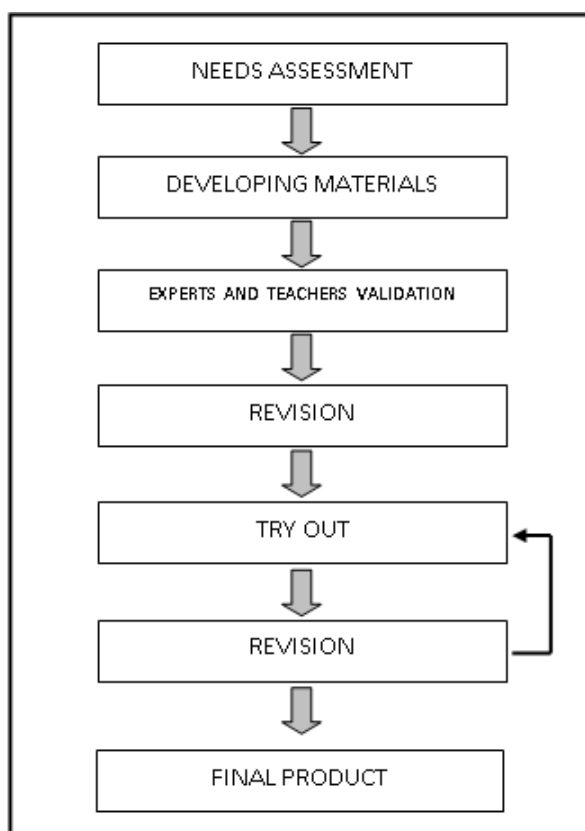 NEEDS ASSESSMENT
DEVELOPING MATERIALS
EXPERTS AND TEACHERS VALIDATION
REVISION
TRY OUT
REVISION
FINAL PRODUCT